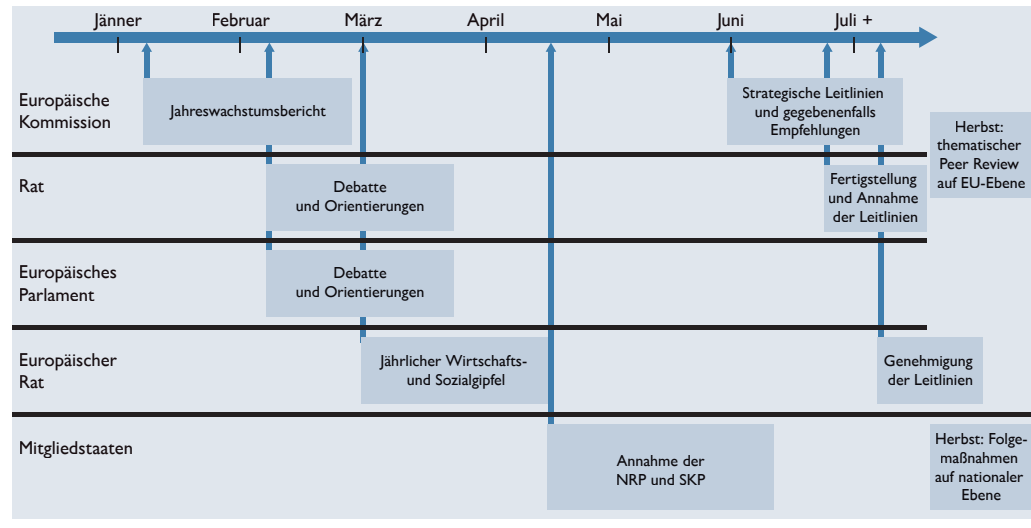 Jänner Februar März April Mai Juni Juli +
Europäische
Kommission
Jahreswachstumsbericht
Strategische Leitlinien
und gegebenenfalls
Empfehlungen
Herbst:
thematischer
Peer Review
auf EU-Ebene
Rat
Debatte
und Orientierungen
Fertigstellung
und Annahme
der Leitlinien
Europäisches
Parlament
Debatte
und Orientierungen
Europäischer
Rat
Jährlicher Wirtschafts-
und Sozialgipfel
Genehmigung
der Leitlinien
Mitgliedstaaten
Annahme der
NRP und SKP
Herbst: Folge-
maßnahmen
auf nationaler
Ebene